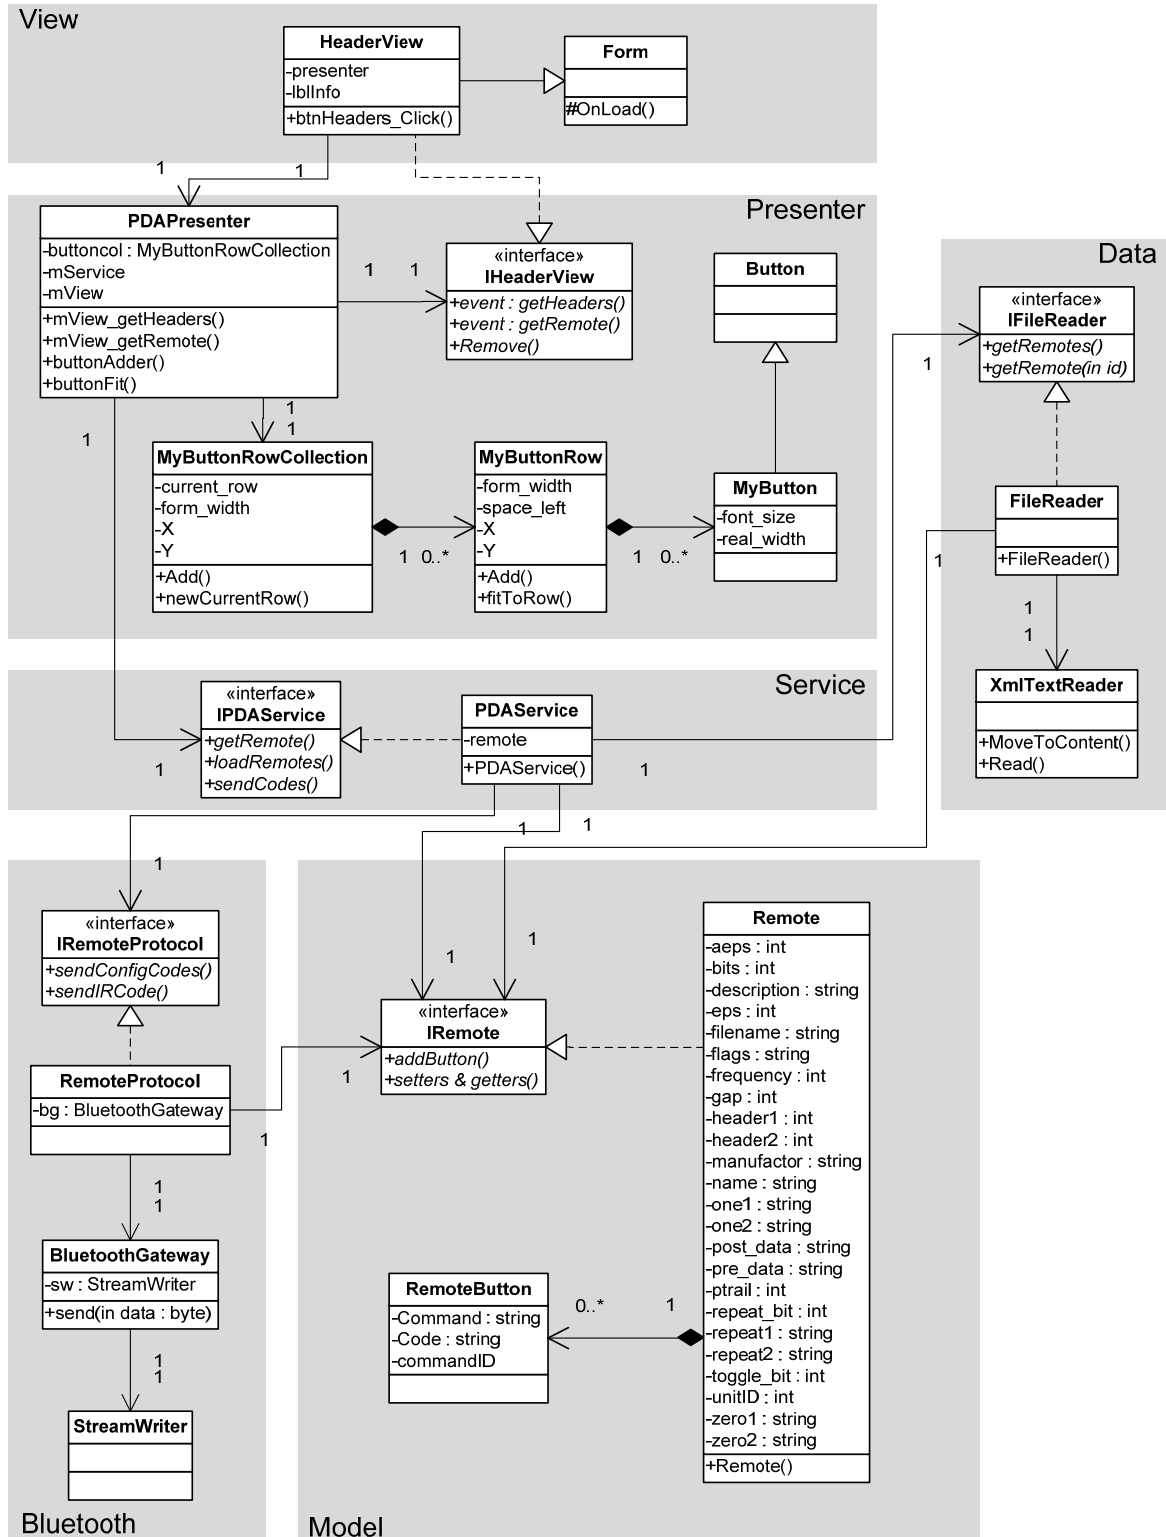 View
HeaderView
-presenter
-lblInfo
+btnHeaders_Click()
Form
#OnLoad()
1
1
Presenter
PDAPresenter
-buttoncol : MyButtonRowCollection
-mService
-mView
+mView_getHeaders()
+mView_getRemote()
+buttonAdder()
+buttonFit()
1
1
«interface»
IHeaderView
+event : getHeaders()
+event : getRemote()
+Remove()
Button
1
1
1
MyButtonRowCollection
-current_row
-form_width
-X
-Y
+Add()
+newCurrentRow()
1
0..*
MyButtonRow
-form_width
-space_left
-X
-Y
+Add()
+fitToRow()
1
0..*
MyButton
-font_size
-real_width
Data
«interface»
IFileReader
+getRemotes()
+getRemote(in id)
1
FileReader
+FileReader()
1
1
1
XmlTextReader
+MoveToContent()
+Read()
Service
«interface»
IPDAService
+getRemote()
+loadRemotes()
+sendCodes()
1
PDAService
-remote
+PDAService()
1
1
1
1
Bluetooth
«interface»
IRemoteProtocol
+sendConfigCodes()
+sendIRCode()
RemoteProtocol
-bg : BluetoothGateway
1
1
1
1
BluetoothGateway
-sw : StreamWriter
+send(in data : byte)
1
1
StreamWriter
Model
1
1
«interface»
IRemote
+addButton()
+setters & getters()
Remote
-aeps : int
-bits : int
-description : string
-eps : int
-filename : string
-flags : string
-frequency : int
-gap : int
-header1 : int
-header2 : int
-manufactor : string
-name : string
-one1 : string
-one2 : string
-post_data : string
-pre_data : string
-ptrail : int
-repeat_bit : int
-repeat1 : string
-repeat2 : string
-toggle_bit : int
-unitID : int
-zero1 : string
-zero2 : string
+Remote()
0..*
1
RemoteButton
-Command : string
-Code : string
-commandID